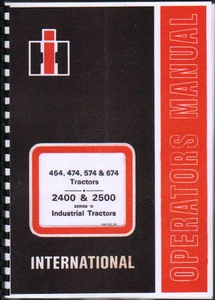 OPERATORS MANUAL
454, 474, 574 & 674
Tractors
2400 & 2500
SERIES 'A'
Industrial Tractors
INTERNATIONAL